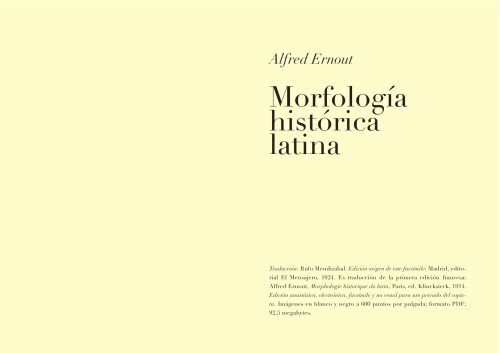 Alfred Ernout
Morfología
histórica
latina
Traducción: Rufo Mendizábal. Edición origen de este facsímile: Madrid, edito-
rial El Mensajero, 1924. Es traducción de la primera edición francesa:
Alfred Ernout, Morphologie historique du latin, Paris, ed. Klincksieck, 1914.
Edición amanúica, electrónica, facsímile y no venal para uso privado del copis-
ta. Imágenes en blanco y negro a 600 puntos por pulgada; formato PDF;
92,5 megabytes.